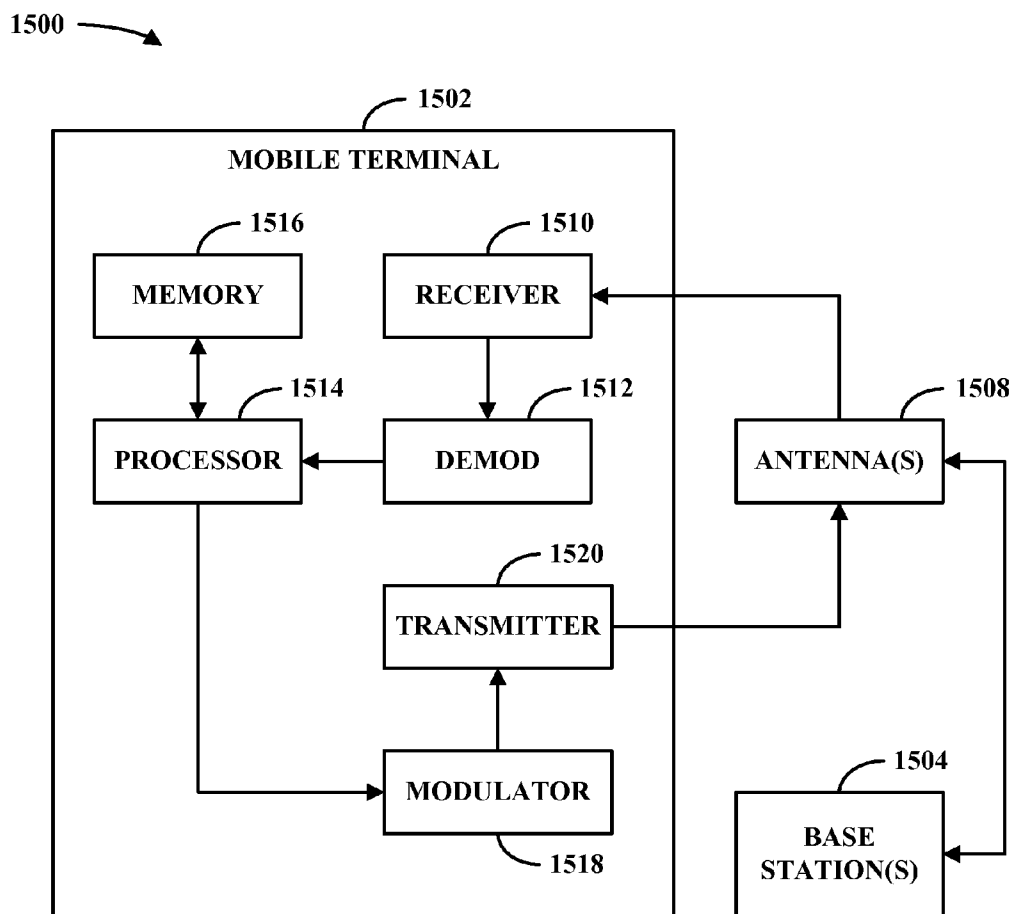 1500
1502
MOBILE TERMINAL
1516
1510
MEMORY
RECEIVER
1514
1512
1508
PROCESSOR
DEMOD
ANTENNA(S)
1520
TRANSMITTER
1504
MODULATOR
1518
BASE
STATION(S)